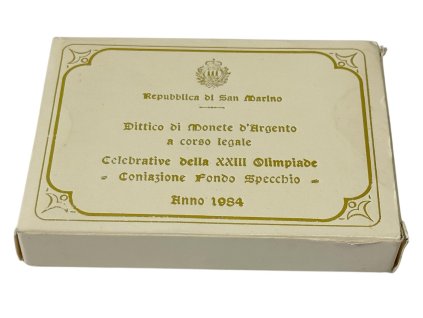 Repubblica di San Marino
Dittico di Monete d'Argento
a corso legale
Celebrative della XXIII Olimpiade
- Coniazione Fondo Specchio -
Anno 1984